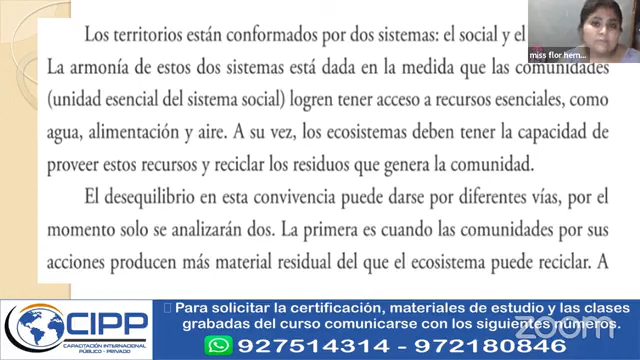 Los territorios están conformados por dos sistemas: el social y el
miss flor hern...
La armonía de estos dos sistemas está dada en la medida que las comunidades
(unidad esencial del sistema social) logren tener acceso a recursos esenciales, como
agua, alimentación y aire. A su vez, los ecosistemas deben tener la capacidad de
proveer estos recursos y reciclar los residuos que genera la comunidad.
El desequilibrio en esta convivencia puede darse por diferentes vías, por el
momento solo se analizarán dos. La primera es cuando las comunidades por sus
acciones producen más material residual del que el ecosistema puede reciclar. A
zoom
CIPP
CAPACITACIÓN INTERNACIONAL
PÚBLICO - PRIVADO
Para solicitar la certificación, materiales de estudio y las clases
grabadas del curso comunicarse con los siguientes números.
927514314 - 972180846